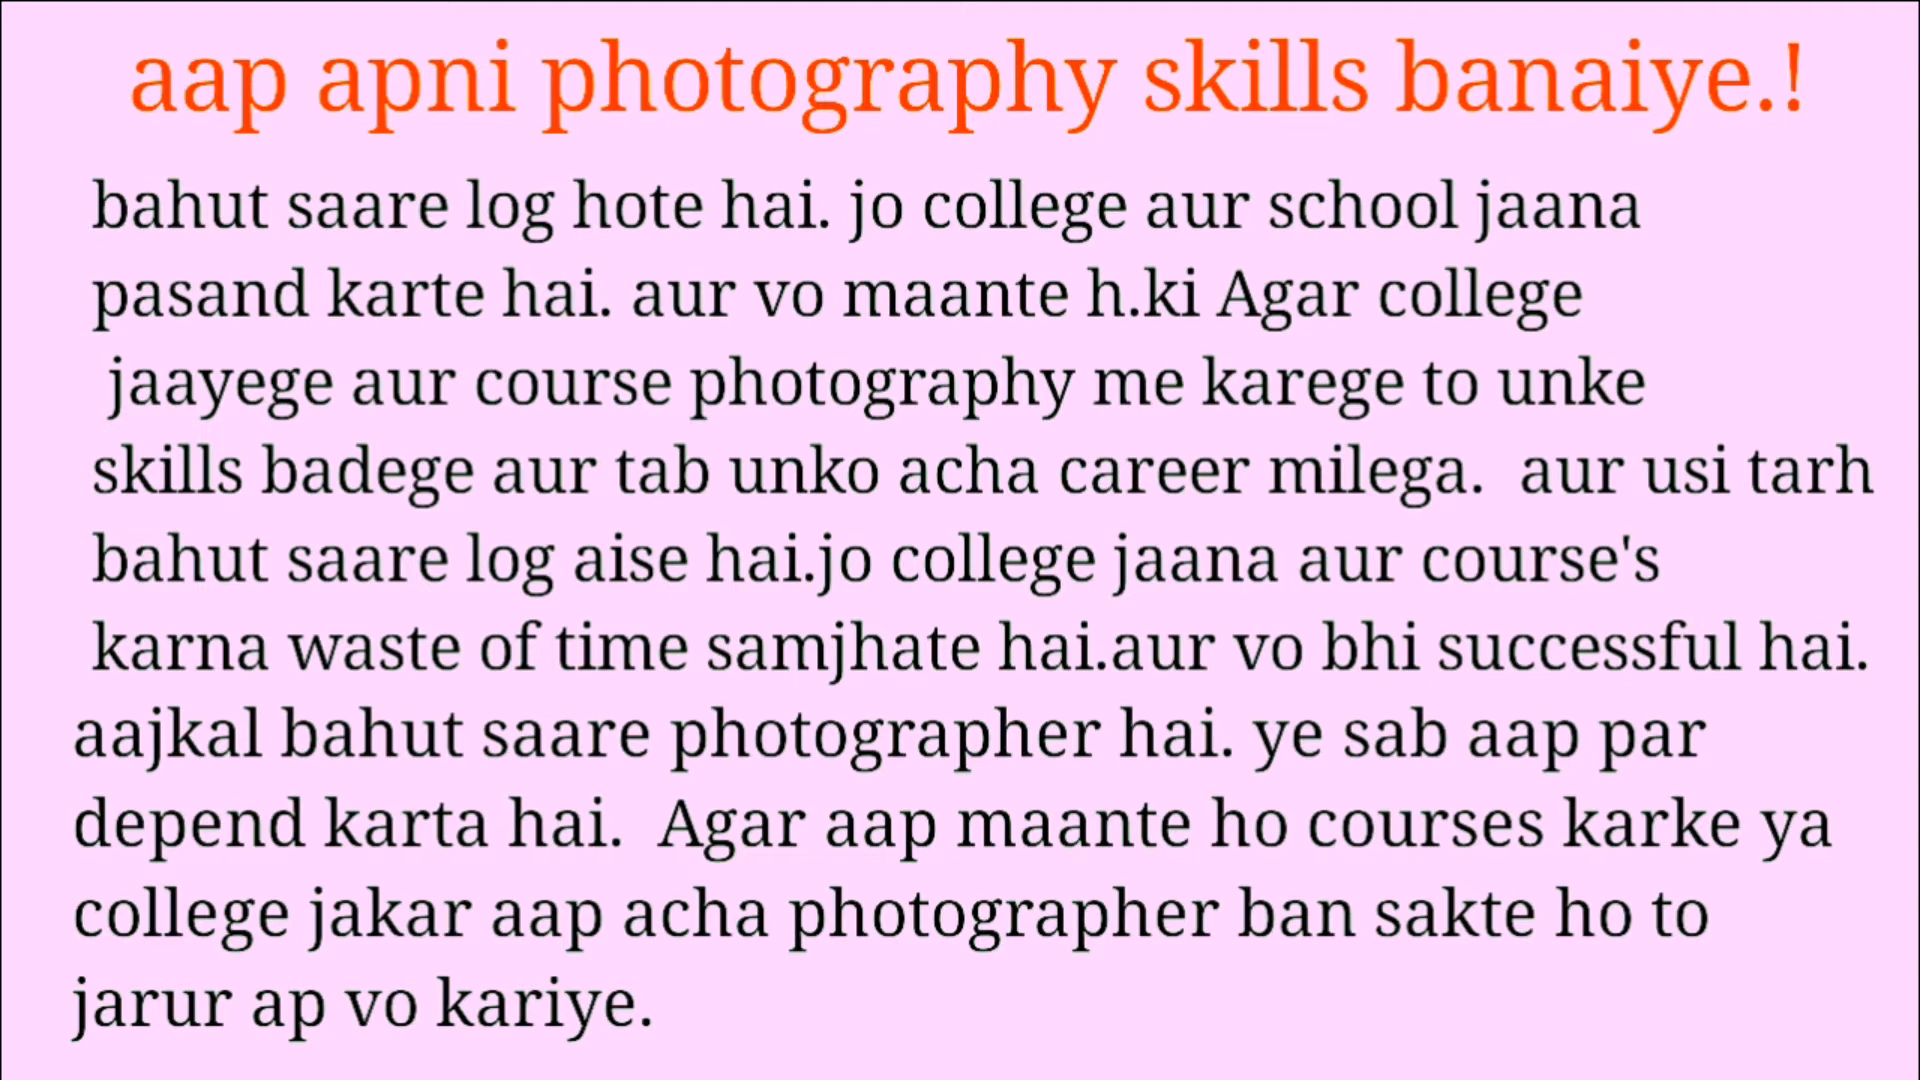 aap apni photography skills banaiye.!
bahut saare log hote hai. jo college aur school jaana
pasand karte hai. aur vo maante h.ki Agar college
jaayege aur course photography me karege to unke
skills badege aur tab unko acha career milega.  aur usi tarh
bahut saare log aise hai.jo college jaana aur course's
karna waste of time samjhate hai.aur vo bhi successful hai.
aajkal bahut saare photographer hai. ye sab aap par
depend karta hai.  Agar aap maante ho courses karke ya
college jakar aap acha photographer ban sakte ho to
jarur ap vo kariye.